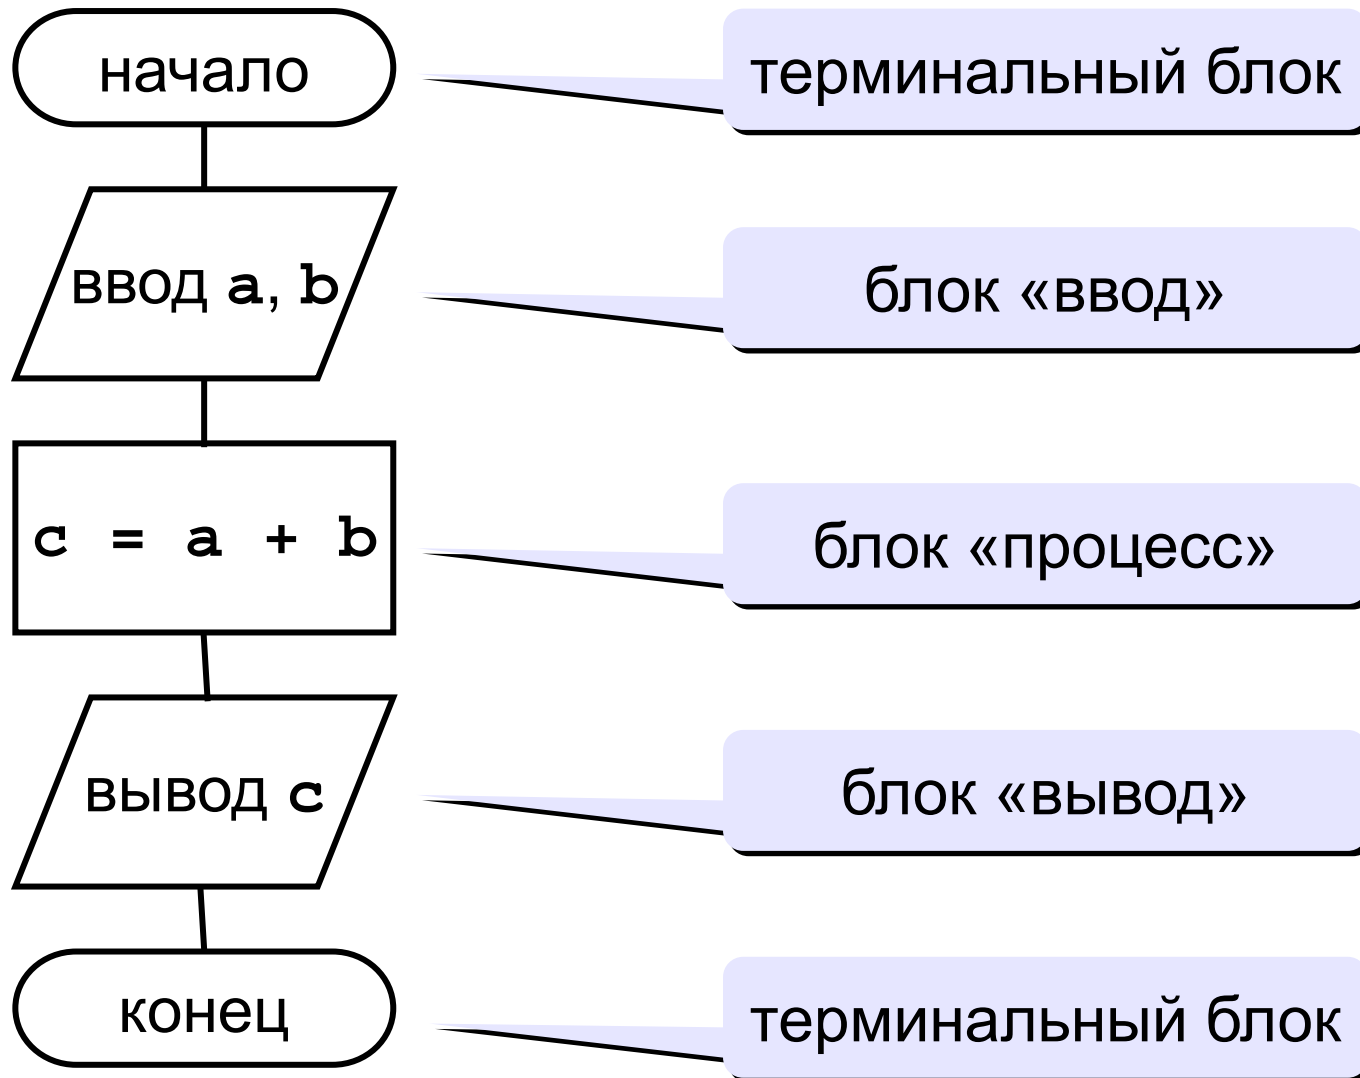 начало
терминальный блок
ввод a, b
блок «ввод»
c = a + b
блок «процесс»
вывод c
блок «вывод»
конец
терминальный блок